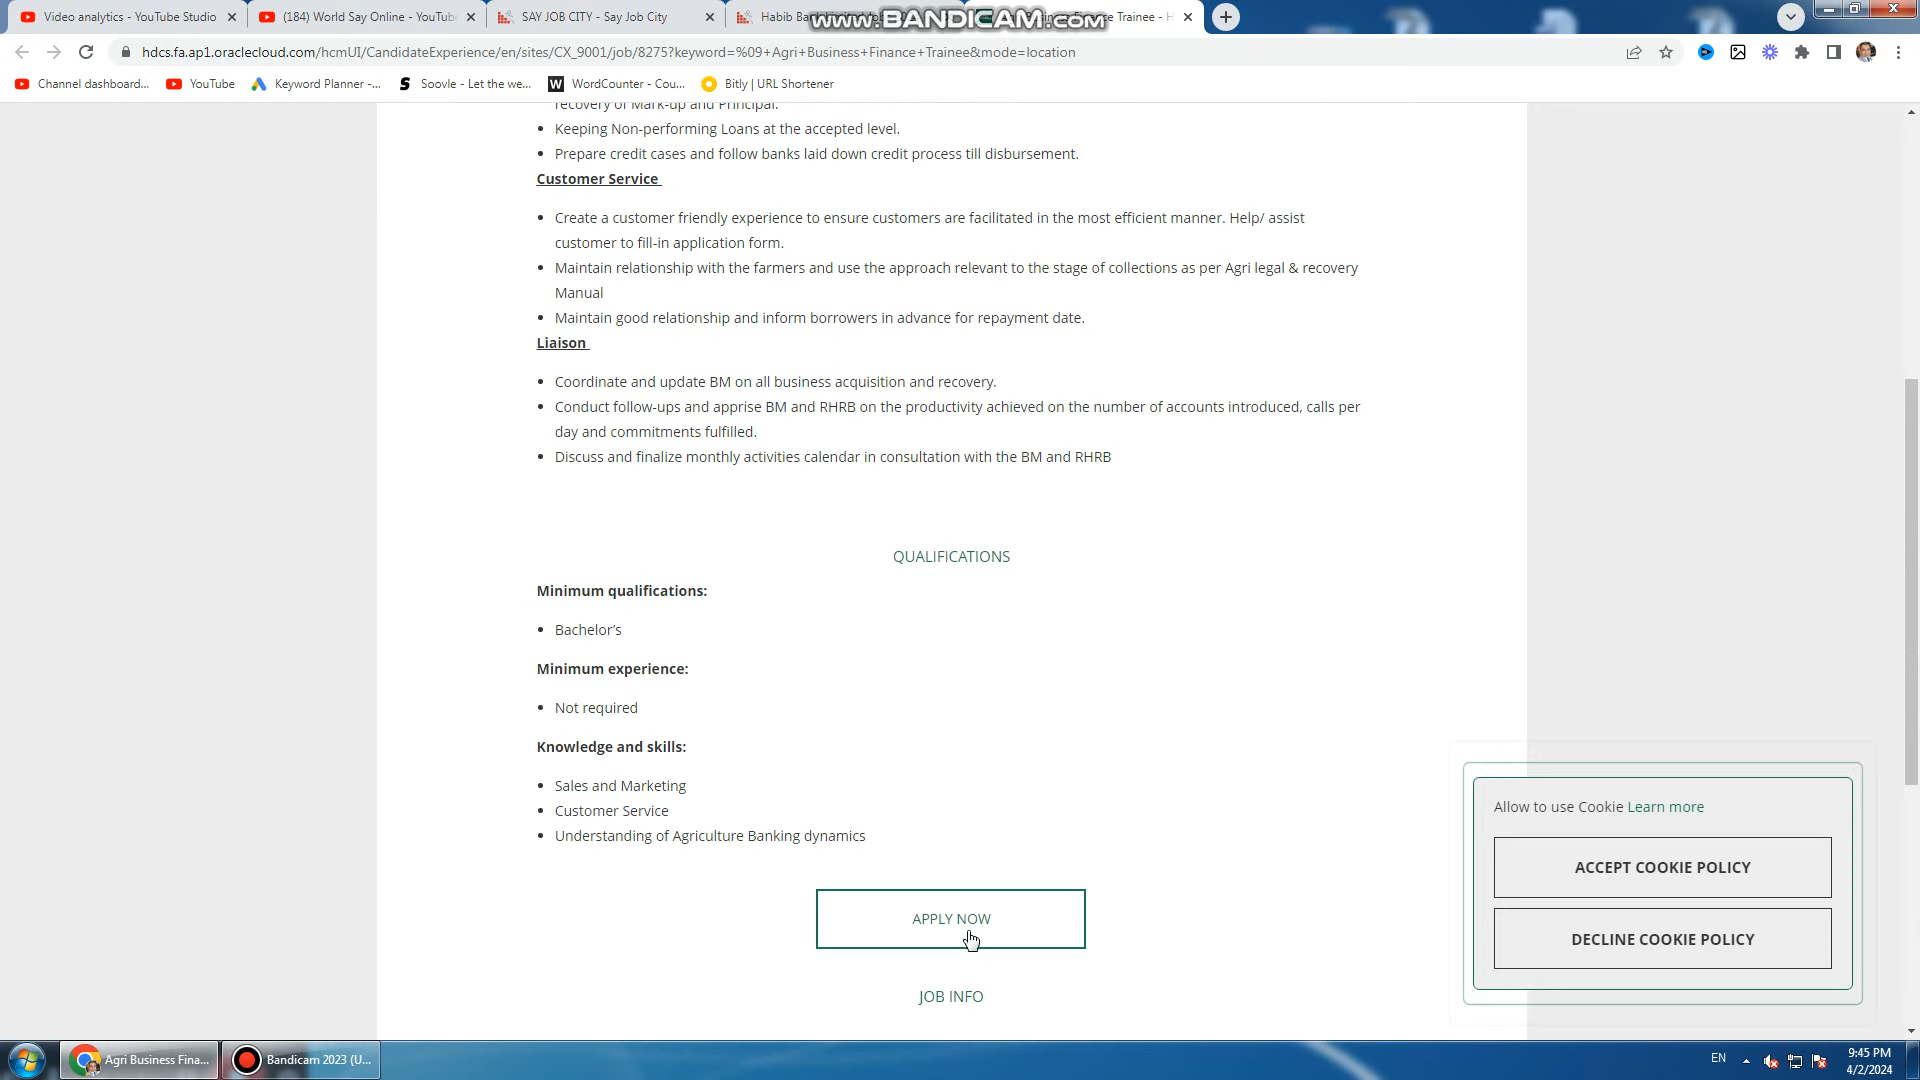 Video analytics - YouTube Studio
(184) World Say Online - YouTub
SAY JOB CITY - Say Job City
www.BANDICAM.com
Finance Trainee - H
hdcs.fa.ap1.oraclecloud.com/hcmUI/CandidateExperience/en/sites/CX_9001/job/8275?keyword=%09+Agri+Business+Finance+Trainee&mode=location
Channel dashboard...
YouTube
Keyword Planner -...
Soovle - Let the we...
WordCounter - Cou...
Bitly | URL Shortener
recovery of Mark-up and Principal.
Keeping Non-performing Loans at the accepted level.
Prepare credit cases and follow banks laid down credit process till disbursement.
Customer Service
Create a customer friendly experience to ensure customers are facilitated in the most efficient manner. Help/ assist
customer to fill-in application form.
Maintain relationship with the farmers and use the approach relevant to the stage of collections as per Agri legal & recovery
Manual
Maintain good relationship and inform borrowers in advance for repayment date.
Liaison
Coordinate and update BM on all business acquisition and recovery.
Conduct follow-ups and apprise BM and RHRB on the productivity achieved on the number of accounts introduced, calls per
day and commitments fulfilled.
Discuss and finalize monthly activities calendar in consultation with the BM and RHRB
QUALIFICATIONS
Minimum qualifications:
Bachelor’s
Minimum experience:
Not required
Knowledge and skills:
Sales and Marketing
Customer Service
Understanding of Agriculture Banking dynamics
APPLY NOW
JOB INFO
Allow to use Cookie Learn more
ACCEPT COOKIE POLICY
DECLINE COOKIE POLICY
Agri Business Fina...
Bandicam 2023 (U...
EN
9:45 PM
4/2/2024